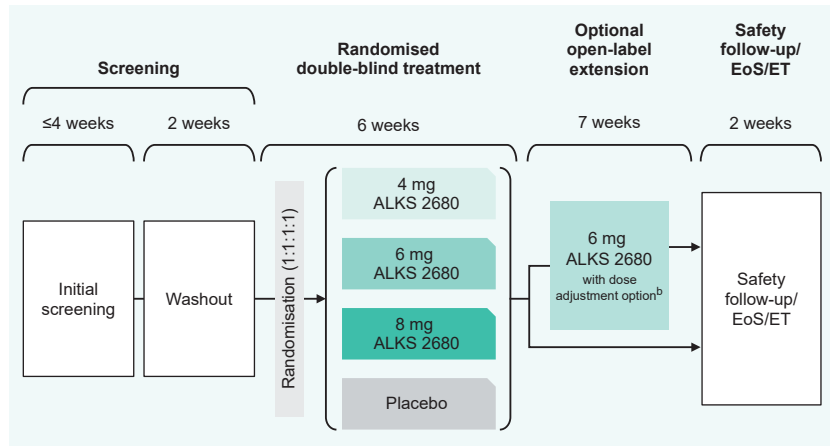 Screening
Randomised
double-blind treatment
Optional
open-label
extension
Safety
follow-up/
EoS/ET
≤4 weeks
2 weeks
6 weeks
7 weeks
2 weeks
Initial
screening
Washout
Randomisation (1:1:1:1)
4 mg
ALKS 2680
6 mg
ALKS 2680
8 mg
ALKS 2680
Placebo
6 mg
ALKS 2680
with dose
adjustment optionᵇ
Safety
follow-up/
EoS/ET